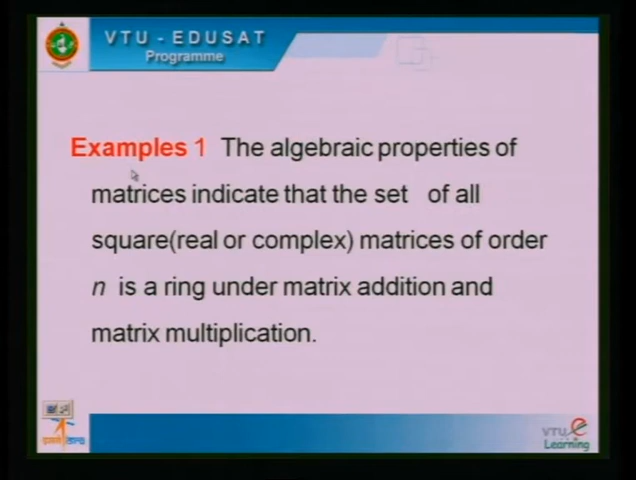 VTU - EDUSAT
Programme
Examples 1 The algebraic properties of
matrices indicate that the set of all
square(real or complex) matrices of order
n is a ring under matrix addition and
matrix multiplication.
VTU e
Learning